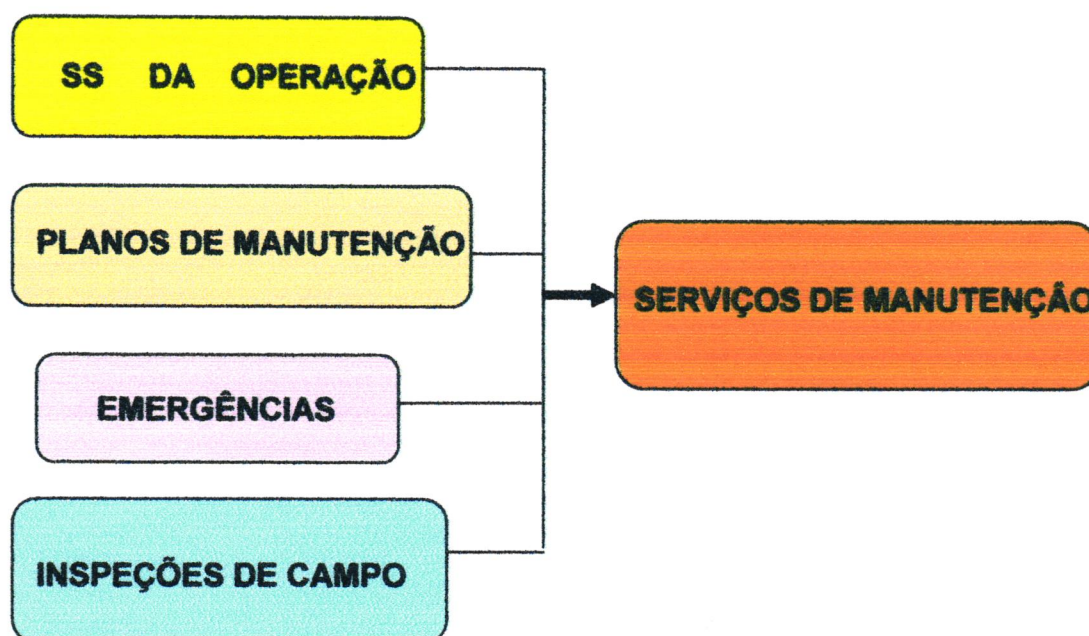 SS DA OPERAÇÃO
PLANOS DE MANUTENÇÃO
SERVIÇOS DE MANUTENÇÃO
EMERGÊNCIAS
INSPEÇÕES DE CAMPO